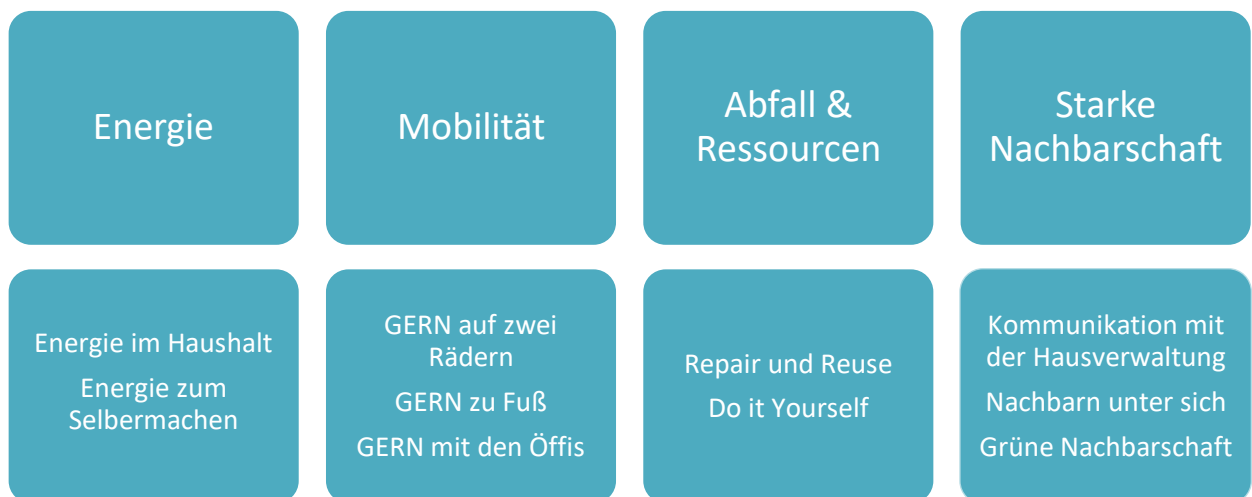 Energie
Mobilität
Abfall &
Ressourcen
Starke
Nachbarschaft
Energie im Haushalt
Energie zum
Selbermachen
GERN auf zwei
Rädern
GERN zu Fuß
GERN mit den Öffis
Repair und Reuse
Do it Yourself
Kommunikation mit
der Hausverwaltung
Nachbarn unter sich
Grüne Nachbarschaft